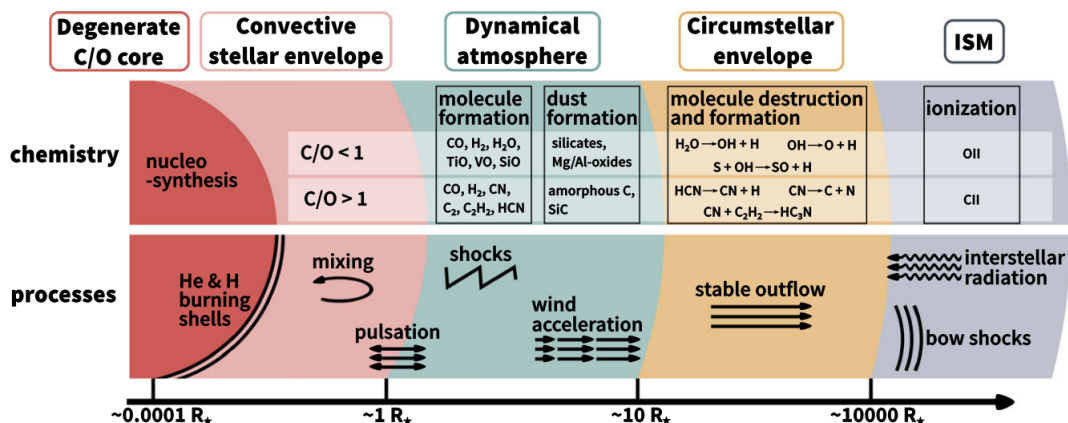 Degenerate
C/O core
Convective
stellar envelope
Dynamical
atmosphere
Circumstellar
envelope
ISM
chemistry
nucleo
-synthesis
molecule
formation
dust
formation
molecule destruction
and formation
ionization
C/O < 1
CO, H₂, H₂O,
TiO, VO, SiO
silicates,
Mg/Al-oxides
H₂O→OH + H OH→O + H
S + OH→SO + H
OII
C/O > 1
CO, H₂, CN,
C₂, C₂H₂, HCN
amorphous C,
SiC
HCN→CN + H CN→C + N
CN + C₂H₂→HC₃N
CII
processes
He & H
burning
shells
mixing
pulsation
shocks
wind
acceleration
stable outflow
interstellar
radiation
bow shocks
~0.0001 R★ ~1 R★ ~10 R★ ~10000 R★